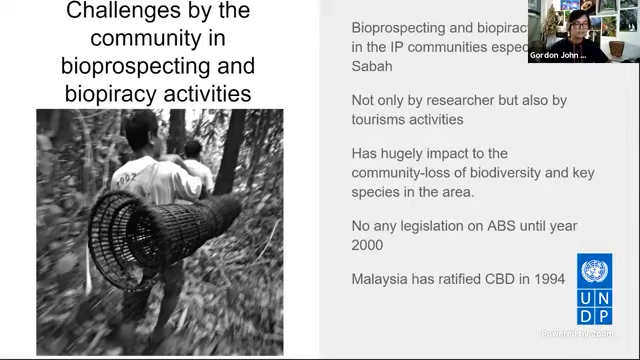 Challenges by the
community in
bioprospecting and
biopiracy activities
Bioprospecting and
in the IP communities
Sabah
Not only by researcher but also by
tourisms activities
Has hugely impact to the
community-loss of biodiversity and key
species in the area.
No any legislation on ABS until year
2000
Malaysia has ratified CBD in 1994
Gordon John ...
2002
U N
D P
Powered by Zoom